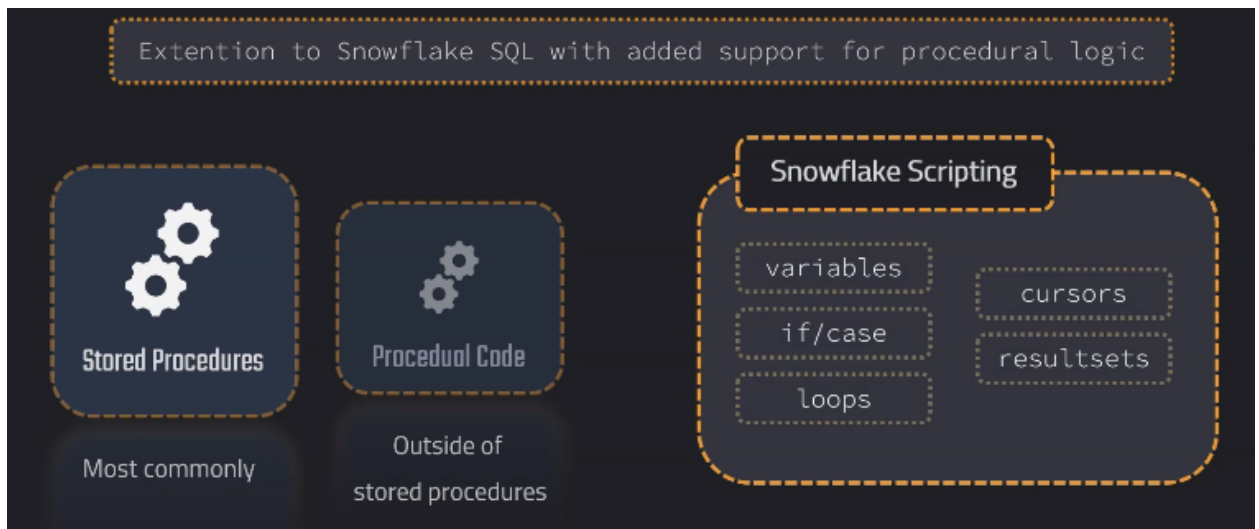 Extention to Snowflake SQL with added support for procedural logic
Stored Procedures
Most commonly
Procedual Code
Outside of
stored procedures
Snowflake Scripting
variables
if/case
loops
cursors
resultsets